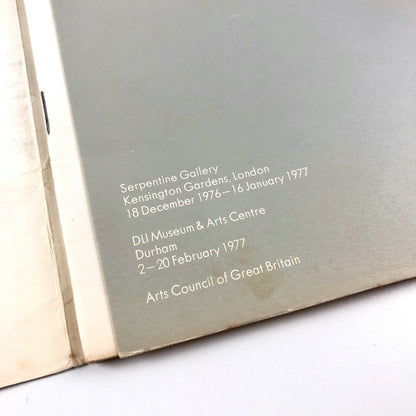 Serpentine Gallery
Kensington Gardens, London
18 December 1976–16 January 1977
DLI Museum & Arts Centre
Durham
2–20 February 1977
Arts Council of Great Britain